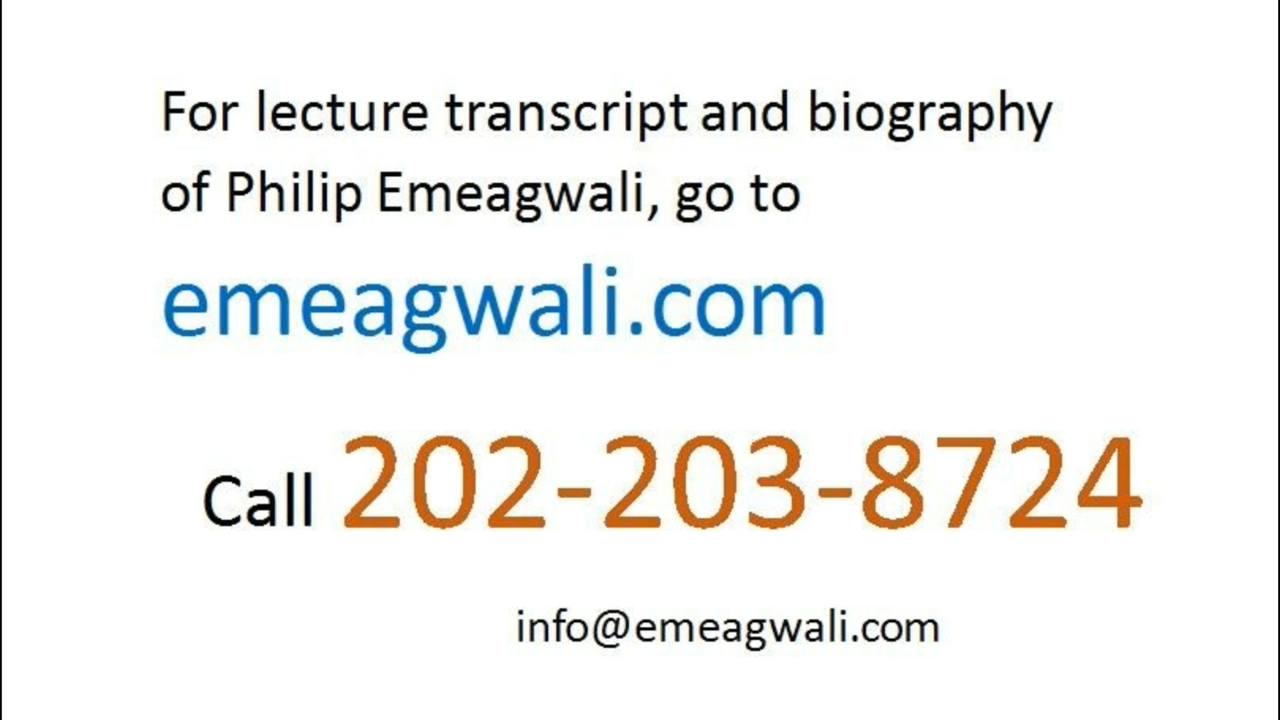 For lecture transcript and biography
of Philip Emeagwali, go to
emeagwali.com
Call 202-203-8724
info@emeagwali.com